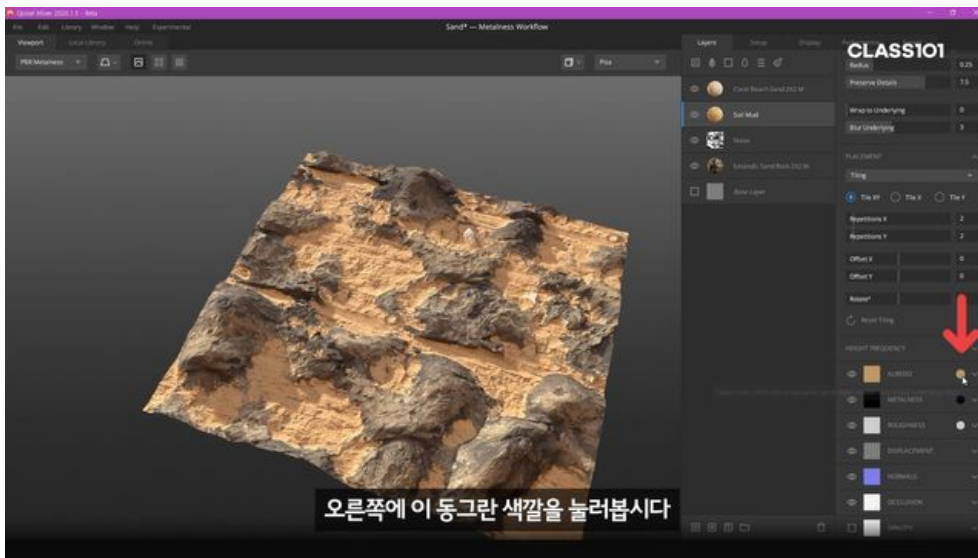 Quixel Mixer 2020.1.5 - Beta
File Edit Library Window Help Experimental
Sand* — Metalness Workflow
Viewport Local Library Online
Layers Setup Display
CLASS101
PBR Metalness
Pisa
Radius 0.25
Preserve Details 7.5
Coral Beach Sand 2X2 M
Wrap to Underlying 0
Soil Mud
Blur Underlying 3
Noise
PLACEMENT
Icelandic Sand Rock 2X2 M
Tiling
Base Layer
Tile XY Tile X Tile Y
Repetitions X 2
Repetitions Y 2
Offset X 0
Offset Y 0
Rotate*
Reset Tiling
HEIGHT FREQUENCY
ALBEDO
METALNESS
ROUGHNESS
DISPLACEMENT
NORMALS
OCCLUSION
OPACITY
오른쪽에 이 동그란 색깔을 눌러봅시다